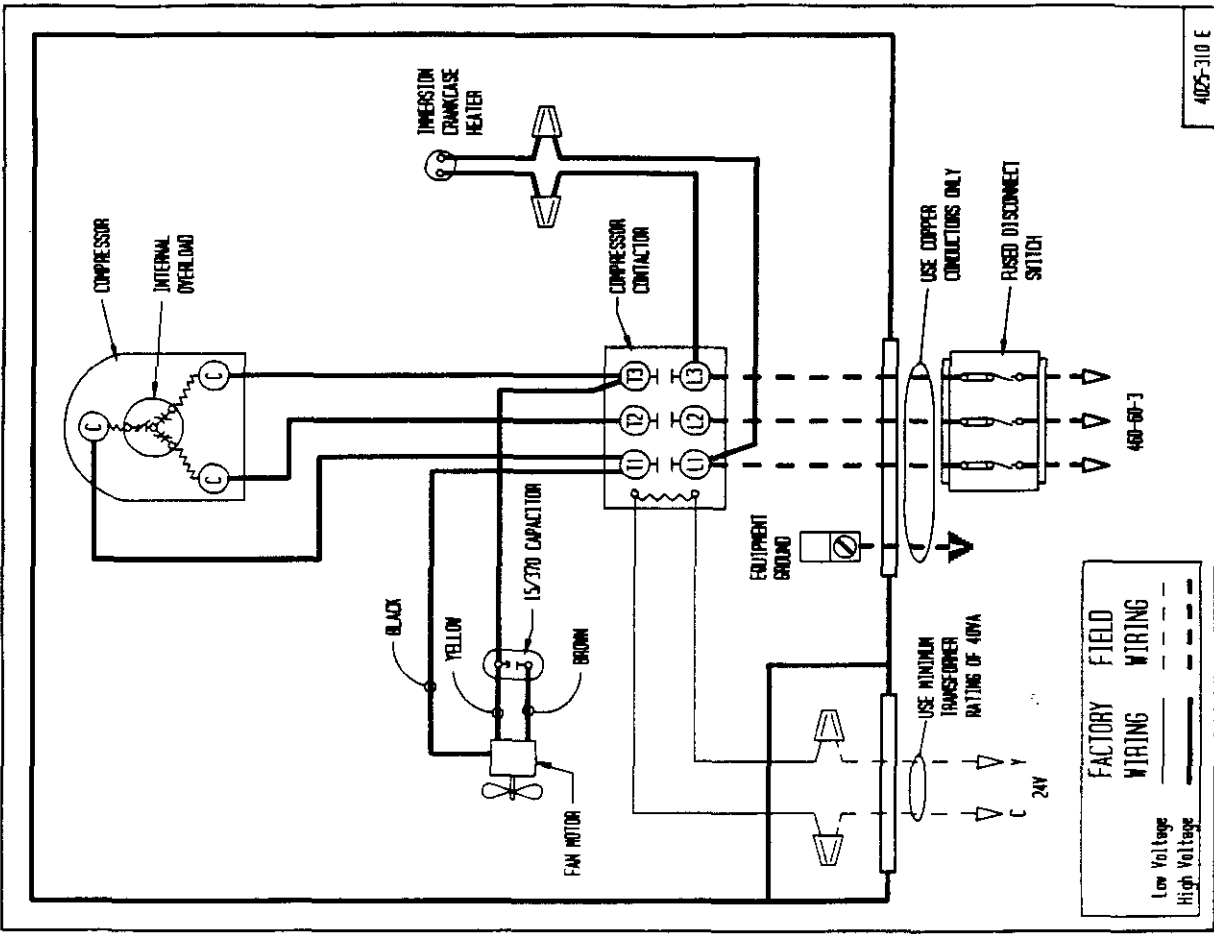 COMPRESSOR
INTERNAL
OVERLOAD
C
C
C
IMMERSION
CRANKCASE
HEATER
BLACK
YELLOW
15/370 CAPACITOR
BROWN
FAN MOTOR
COMPRESSOR
CONTACTOR
T1
T2
T3
L1
L2
L3
EQUIPMENT
GROUND
USE COPPER
CONDUCTORS ONLY
FUSED DISCONNECT
SWITCH
460-60-3
USE MINIMUM
TRANSFORMER
RATING OF 40VA
C
Y
24V
FACTORY WIRING
FIELD WIRING
Low Voltage
High Voltage
4025-310 E